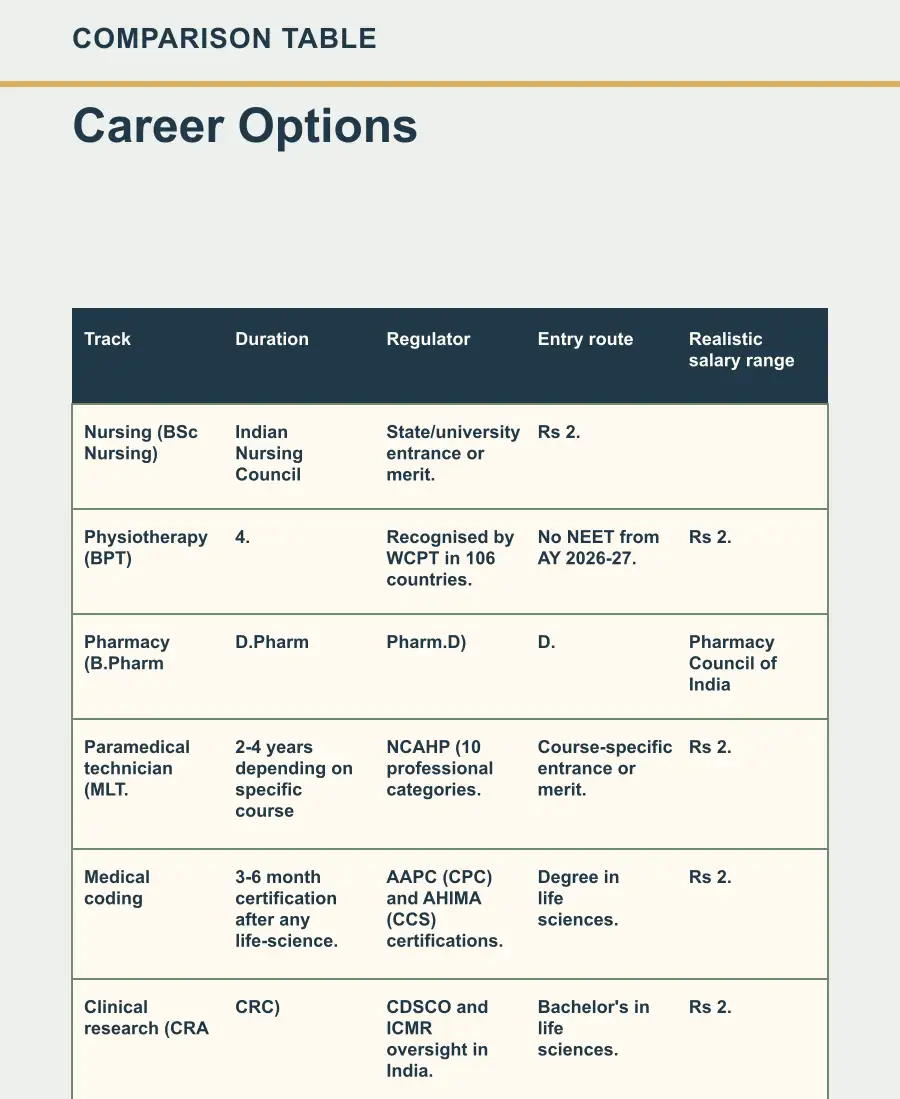 COMPARISON TABLE
Career Options
Track Duration Regulator Entry route Realistic
salary range
Nursing (BSc Indian State/university Rs 2.
Nursing) Nursing entrance or
Council merit.
Physiotherapy 4. Recognised by No NEET from Rs 2.
(BPT) WCPT in 106 AY 2026-27.
countries.
Pharmacy D.Pharm Pharm.D) D. Pharmacy
(B.Pharm Council of
India
Paramedical 2-4 years NCAHP (10 Course-specific Rs 2.
technician depending on professional entrance or
(MLT. specific categories. merit.
course
Medical 3-6 month AAPC (CPC) Degree in Rs 2.
coding certification and AHIMA life
after any (CCS) sciences.
life-science. certifications.
Clinical CRC) CDSCO and Bachelor's in Rs 2.
research (CRA ICMR life
oversight in sciences.
India.